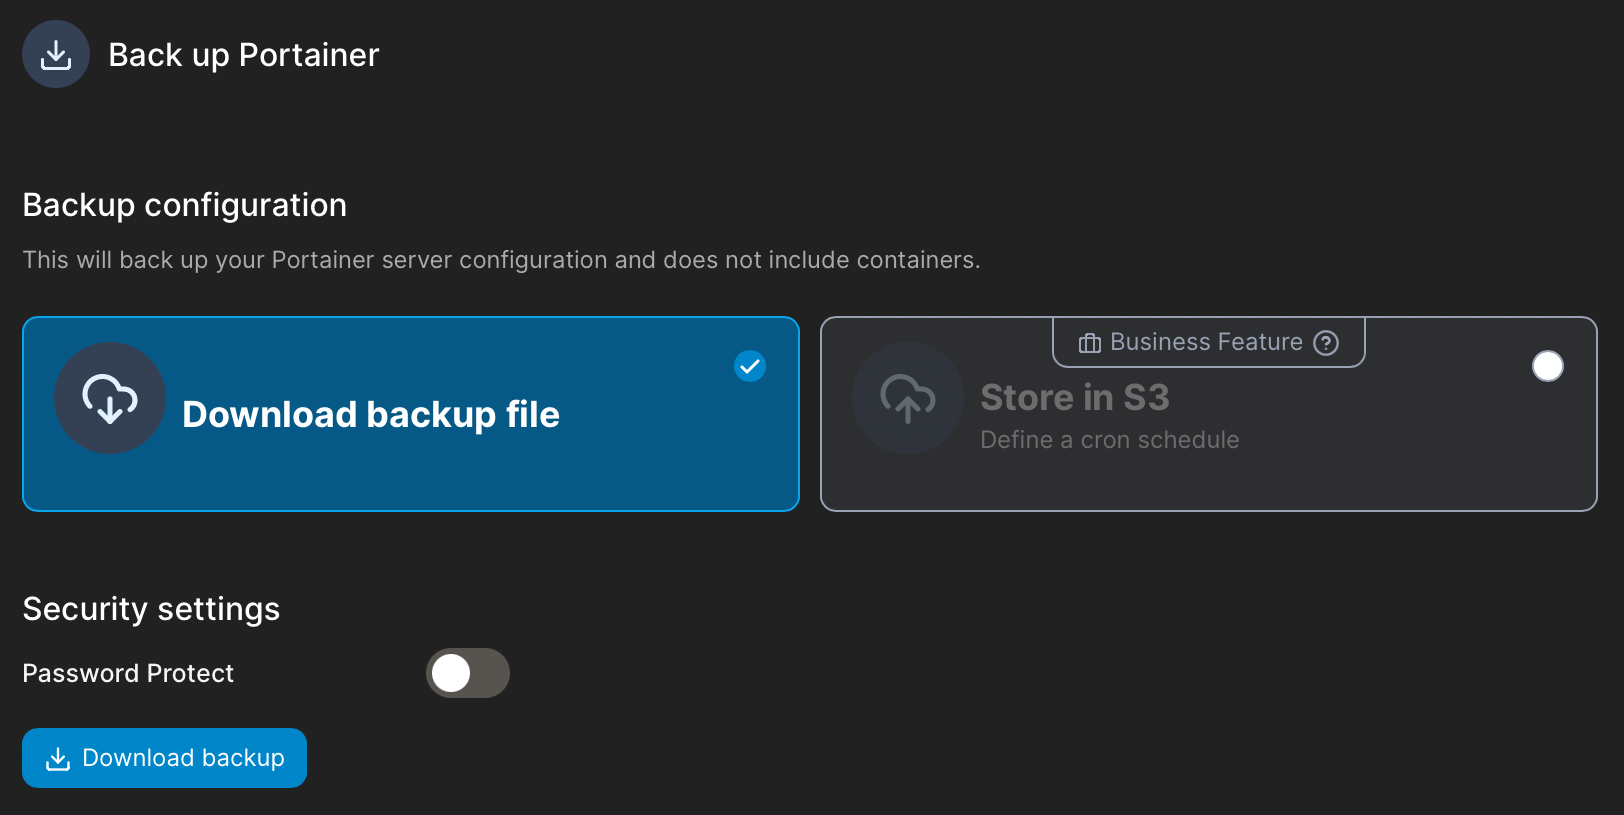 Back up Portainer
Backup configuration
This will back up your Portainer server configuration and does not include containers.
Download backup file
Business Feature
Store in S3
Define a cron schedule
Security settings
Password Protect
Download backup